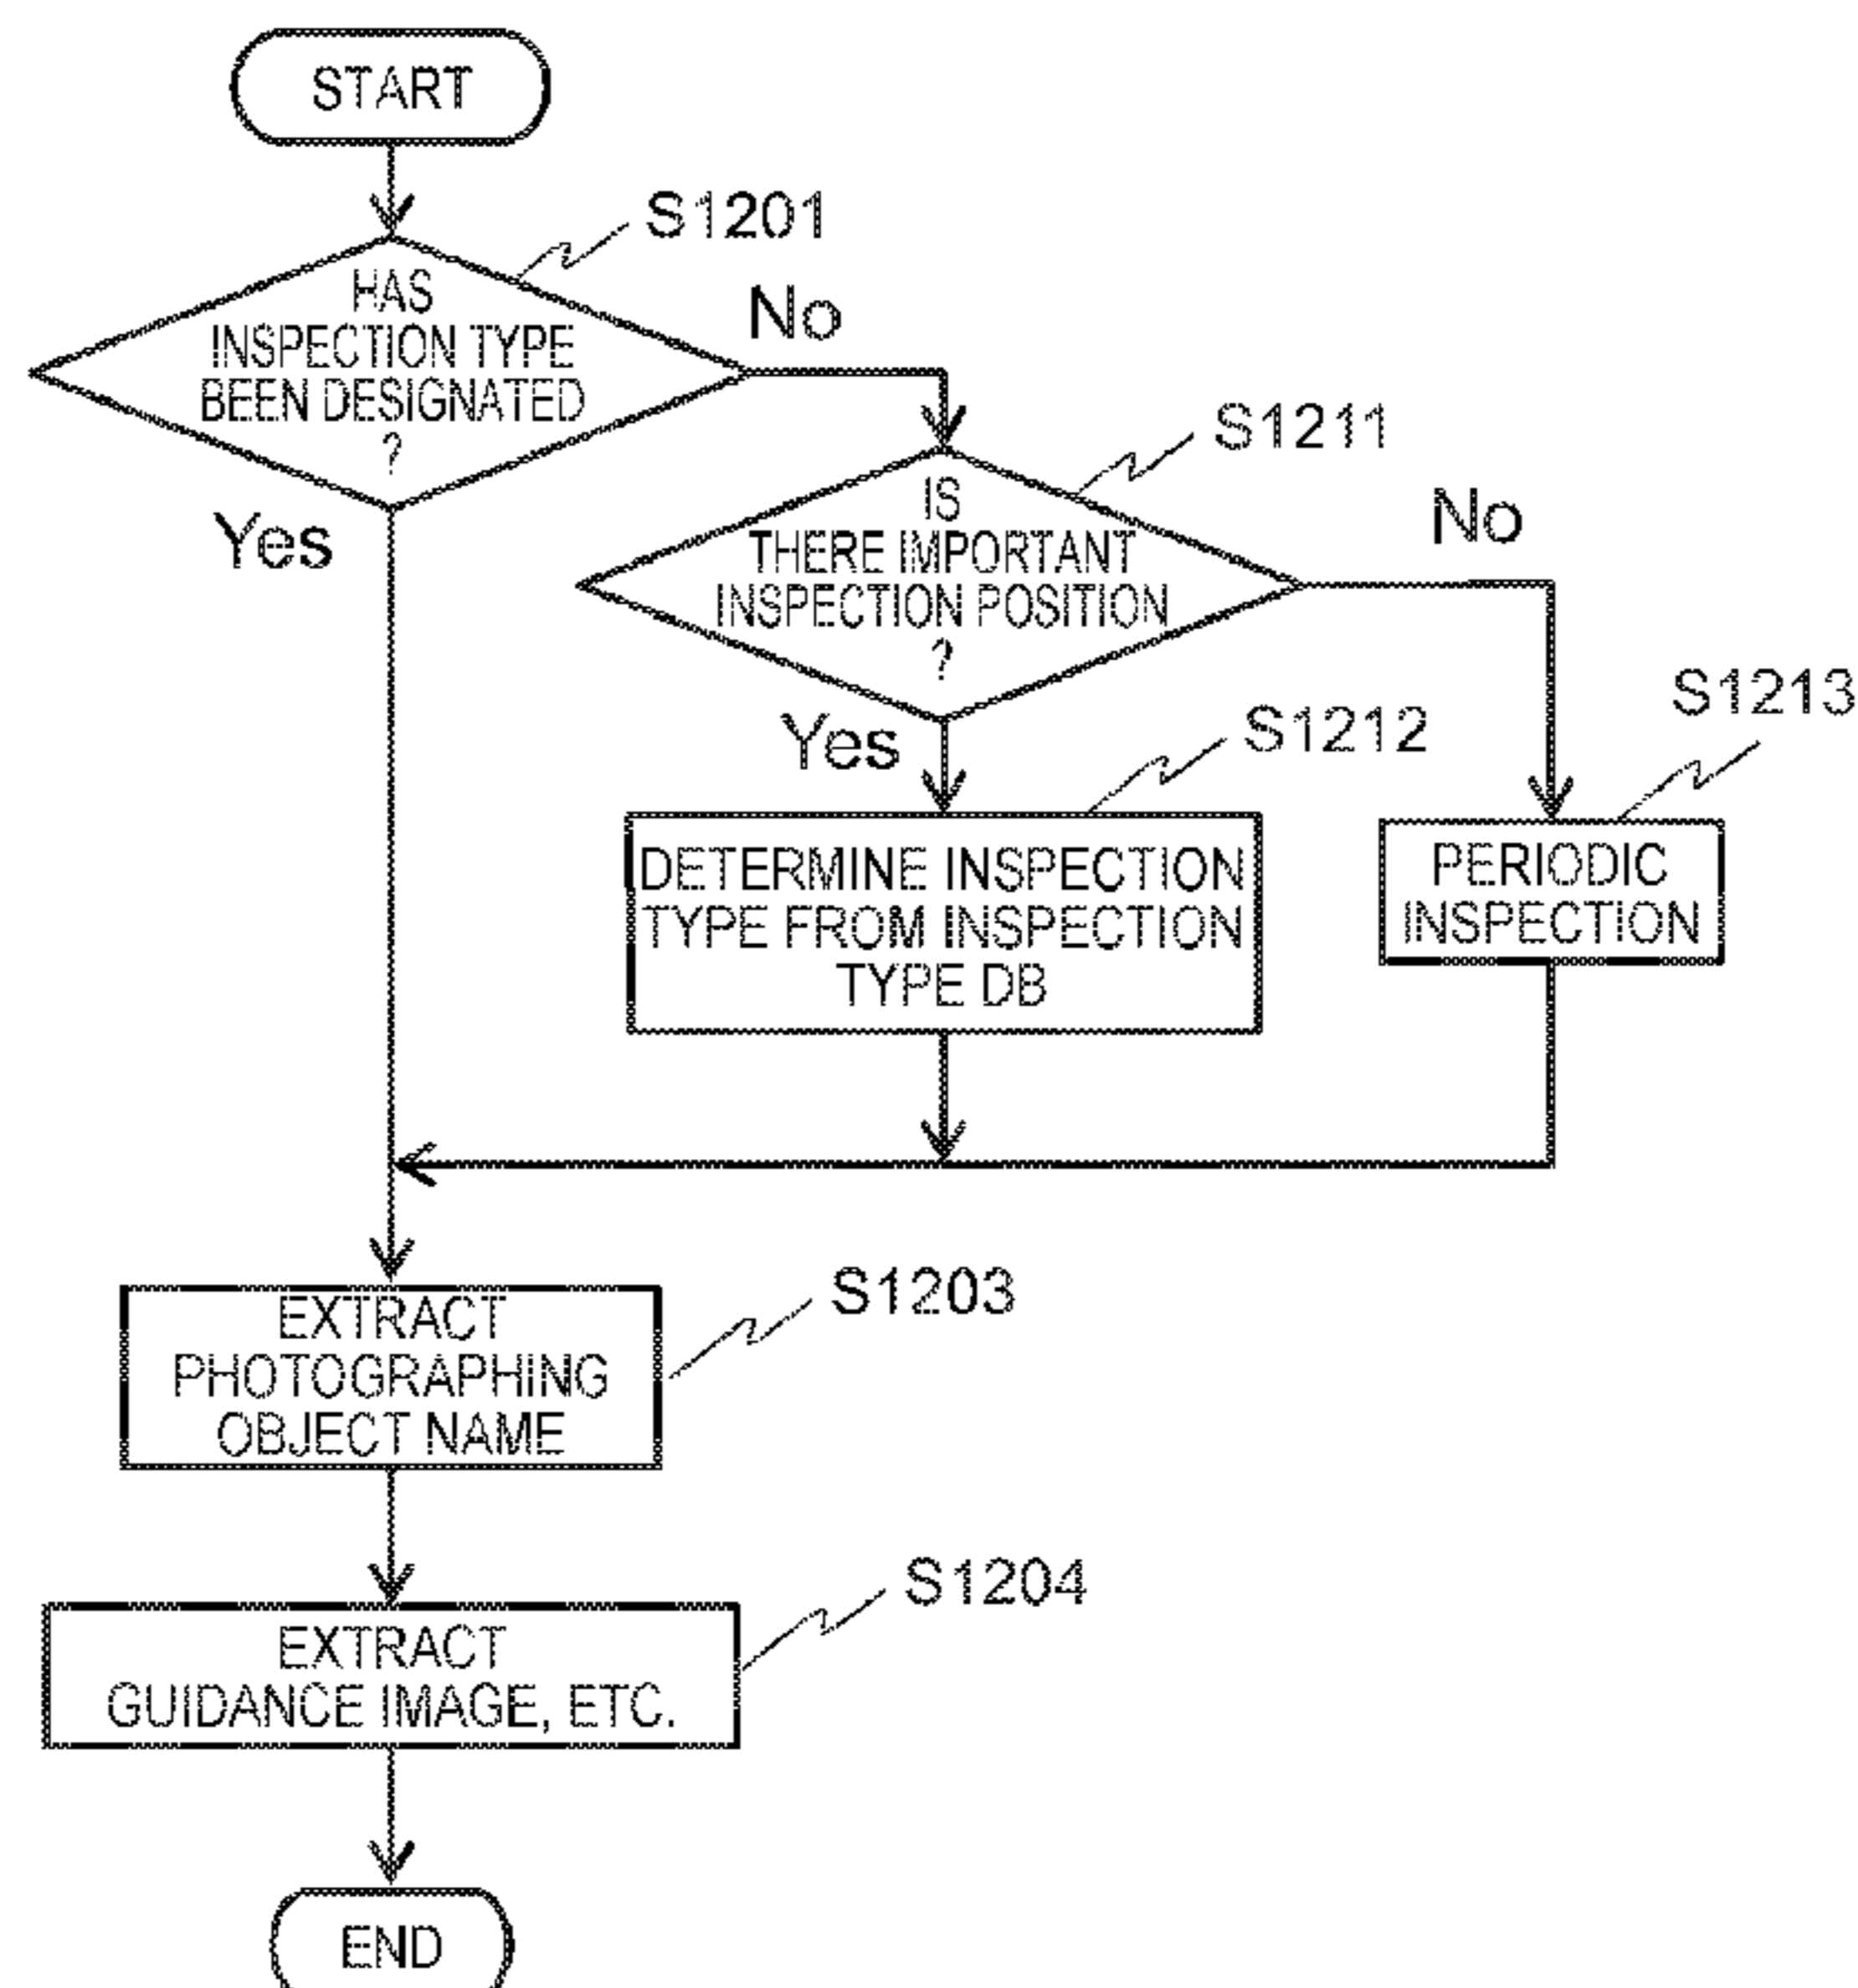 START
S1201
HAS
INSPECTION TYPE
BEEN DESIGNATED
?
No
Yes
S1211
IS
THERE IMPORTANT
INSPECTION POSITION
?
No
Yes
S1212
DETERMINE INSPECTION
TYPE FROM INSPECTION
TYPE DB
S1213
PERIODIC
INSPECTION
S1203
EXTRACT
PHOTOGRAPHING
OBJECT NAME
S1204
EXTRACT
GUIDANCE IMAGE, ETC.
END